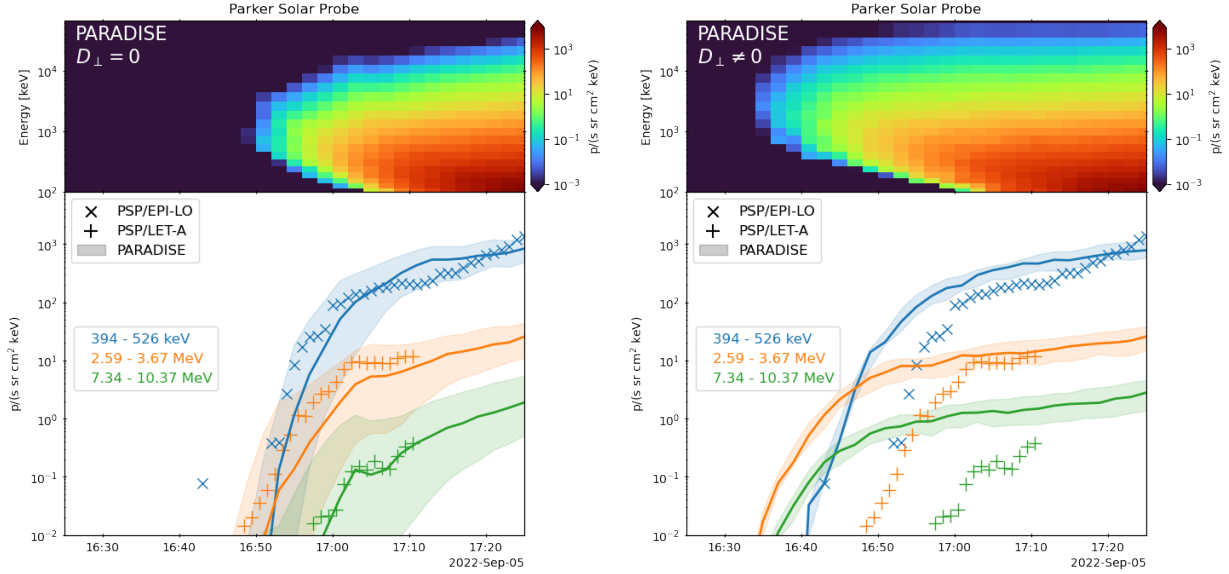 Parker Solar Probe
PARADISE
D⊥ = 0
Energy [keV]
10⁴
10³
10²
10³
10¹
10⁻¹
10⁻³
p/(s sr cm² keV)
PSP/EPI-LO
PSP/LET-A
PARADISE
394 - 526 keV
2.59 - 3.67 MeV
7.34 - 10.37 MeV
p/(s sr cm² keV)
10³
10²
10¹
10⁰
10⁻¹
10⁻²
16:30 16:40 16:50 17:00 17:10 17:20
2022-Sep-05
Parker Solar Probe
PARADISE
D⊥ ≠ 0
Energy [keV]
10⁴
10³
10²
10³
10¹
10⁻¹
10⁻³
p/(s sr cm² keV)
PSP/EPI-LO
PSP/LET-A
PARADISE
394 - 526 keV
2.59 - 3.67 MeV
7.34 - 10.37 MeV
p/(s sr cm² keV)
10³
10²
10¹
10⁰
10⁻¹
10⁻²
16:30 16:40 16:50 17:00 17:10 17:20
2022-Sep-05